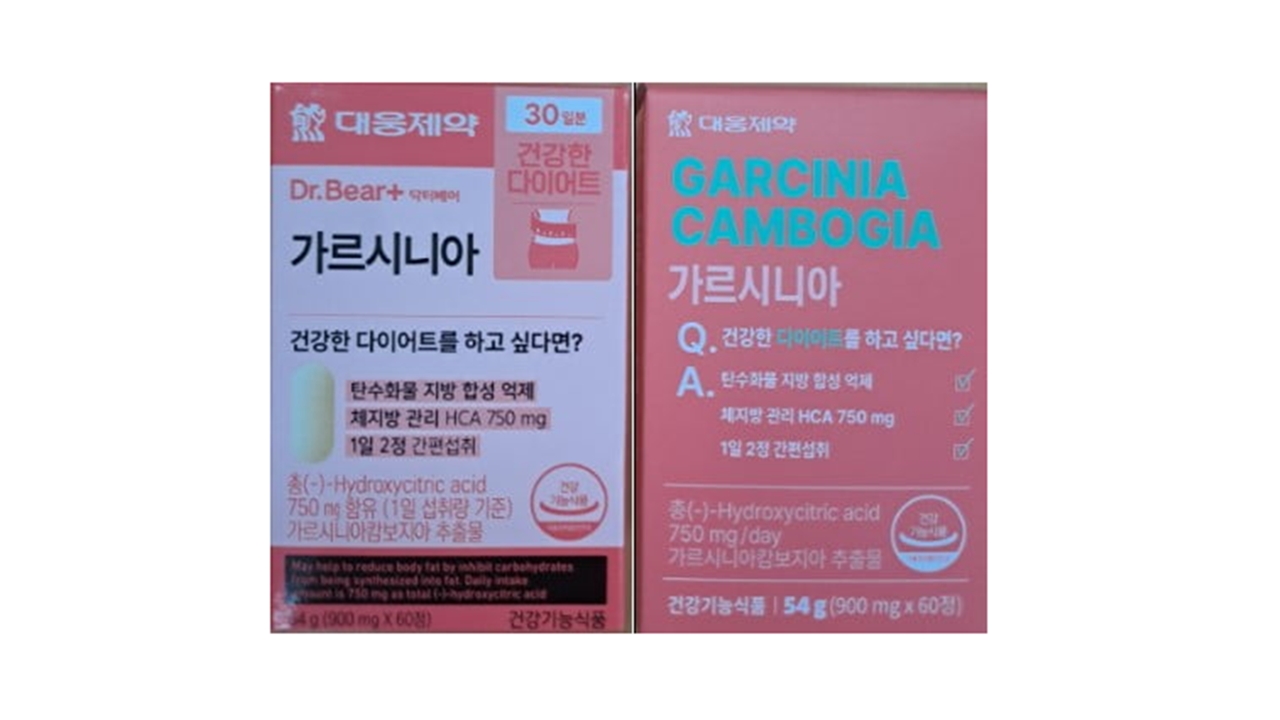 대웅제약
30일분
건강한
다이어트
Dr.Bear+ 닥터베어
가르시니아
건강한 다이어트를 하고 싶다면?
탄수화물 지방 합성 억제
체지방 관리 HCA 750 mg
1일 2정 간편섭취
총(-)-Hydroxycitric acid
750 mg 함유 (1일 섭취량 기준)
가르시니아캄보지아 추출물
건강
기능식품
May help to reduce body fat by inhibit carbohydrates
from being synthesized into fat. Daily intake
amount is 750 mg as total (-)-hydroxycitric acid
54 g (900 mg X 60정)
건강기능식품
대웅제약
GARCINIA
CAMBOGIA
가르시니아
Q. 건강한 다이어트를 하고 싶다면?
A. 탄수화물 지방 합성 억제
체지방 관리 HCA 750 mg
1일 2정 간편섭취
총(-)-Hydroxycitric acid
750 mg/day
가르시니아캄보지아 추출물
건강
기능식품
건강기능식품 | 54 g (900 mg x 60정)